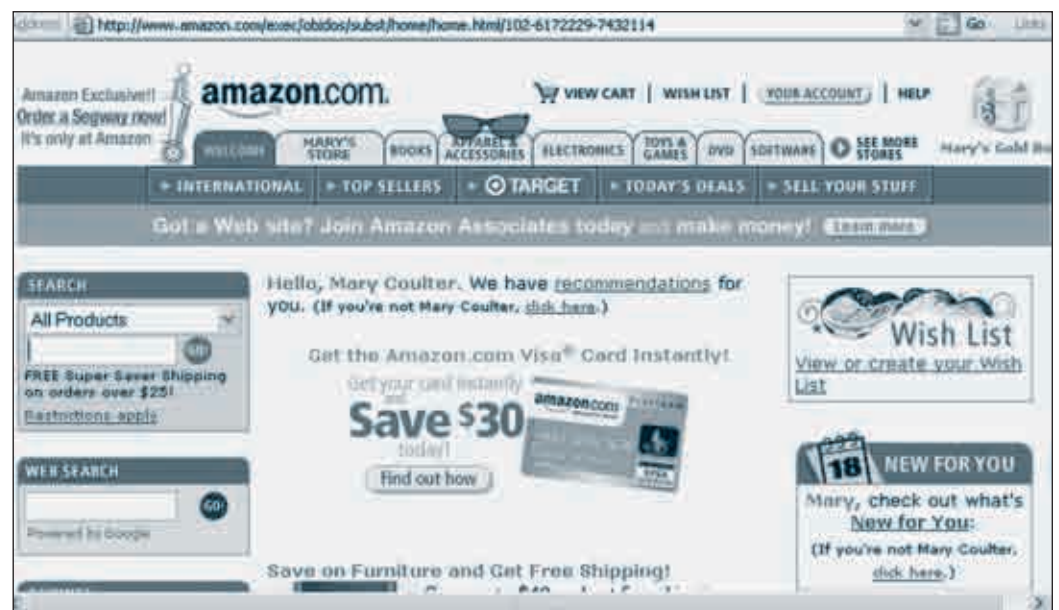 Address http://www.amazon.com/exec/obidos/subst/home/home.html/102-6172229-7432114 Go Links
Amazon Exclusive!!
Order a Segway now!
It's only at Amazon
amazon.com.
VIEW CART | WISH LIST | YOUR ACCOUNT | HELP
WELCOME
MARY'S STORE
BOOKS
APPAREL & ACCESSORIES
ELECTRONICS
TOYS & GAMES
DVD
SOFTWARE
SEE MORE STORES
Mary's Gold
INTERNATIONAL TOP SELLERS TARGET TODAY'S DEALS SELL YOUR STUFF
Got a Web site? Join Amazon Associates today and make money! Learn more
SEARCH
All Products
GO!
FREE Super Saver Shipping
on orders over $25!
Restrictions apply
WEB SEARCH
GO!
Powered by Google
Hello, Mary Coulter. We have recommendations for
you. (If you're not Mary Coulter, click here.)
Get the Amazon.com Visa® Card Instantly!
Get your card instantly
and
Save $30
today!
Find out how
amazon.com PLATINUM
VISA
Save on Furniture and Get Free Shipping!
Wish List
View or create your Wish
List
18
NEW FOR YOU
Mary, check out what's
New for You:
(If you're not Mary Coulter,
click here.)